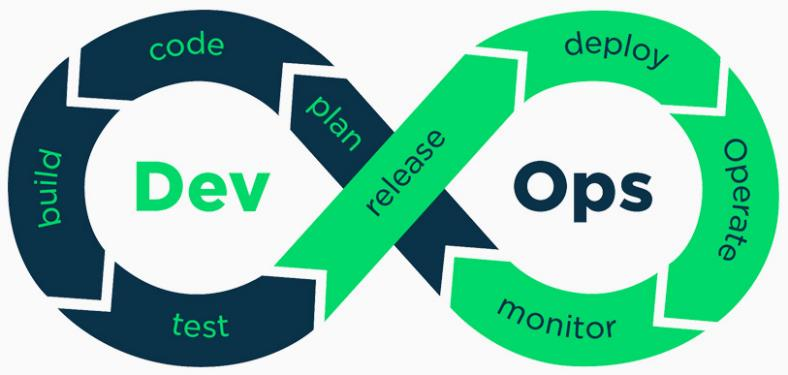 code
deploy
plan
build
Dev
release
Ops
Operate
test
monitor